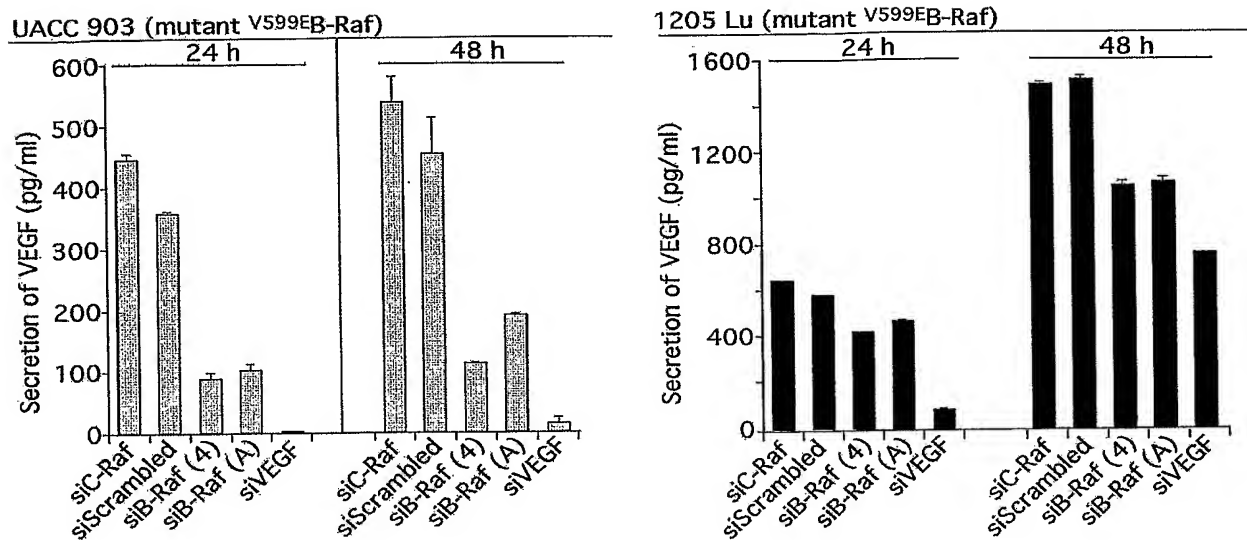 UACC 903 (mutant V599EB-Raf)
24 h
48 h
Secretion of VEGF (pg/ml)
600
500
400
300
200
100
0
siC-Raf
siScrambled
siB-Raf (4)
siB-Raf (A)
siVEGF
siC-Raf
siScrambled
siB-Raf (4)
siB-Raf (A)
siVEGF
1205 Lu (mutant V599EB-Raf)
24 h
48 h
Secretion of VEGF (pg/ml)
1600
1200
800
400
0
siC-Raf
siScrambled
siB-Raf (4)
siB-Raf (A)
siVEGF
siC-Raf
siScrambled
siB-Raf (4)
siB-Raf (A)
siVEGF